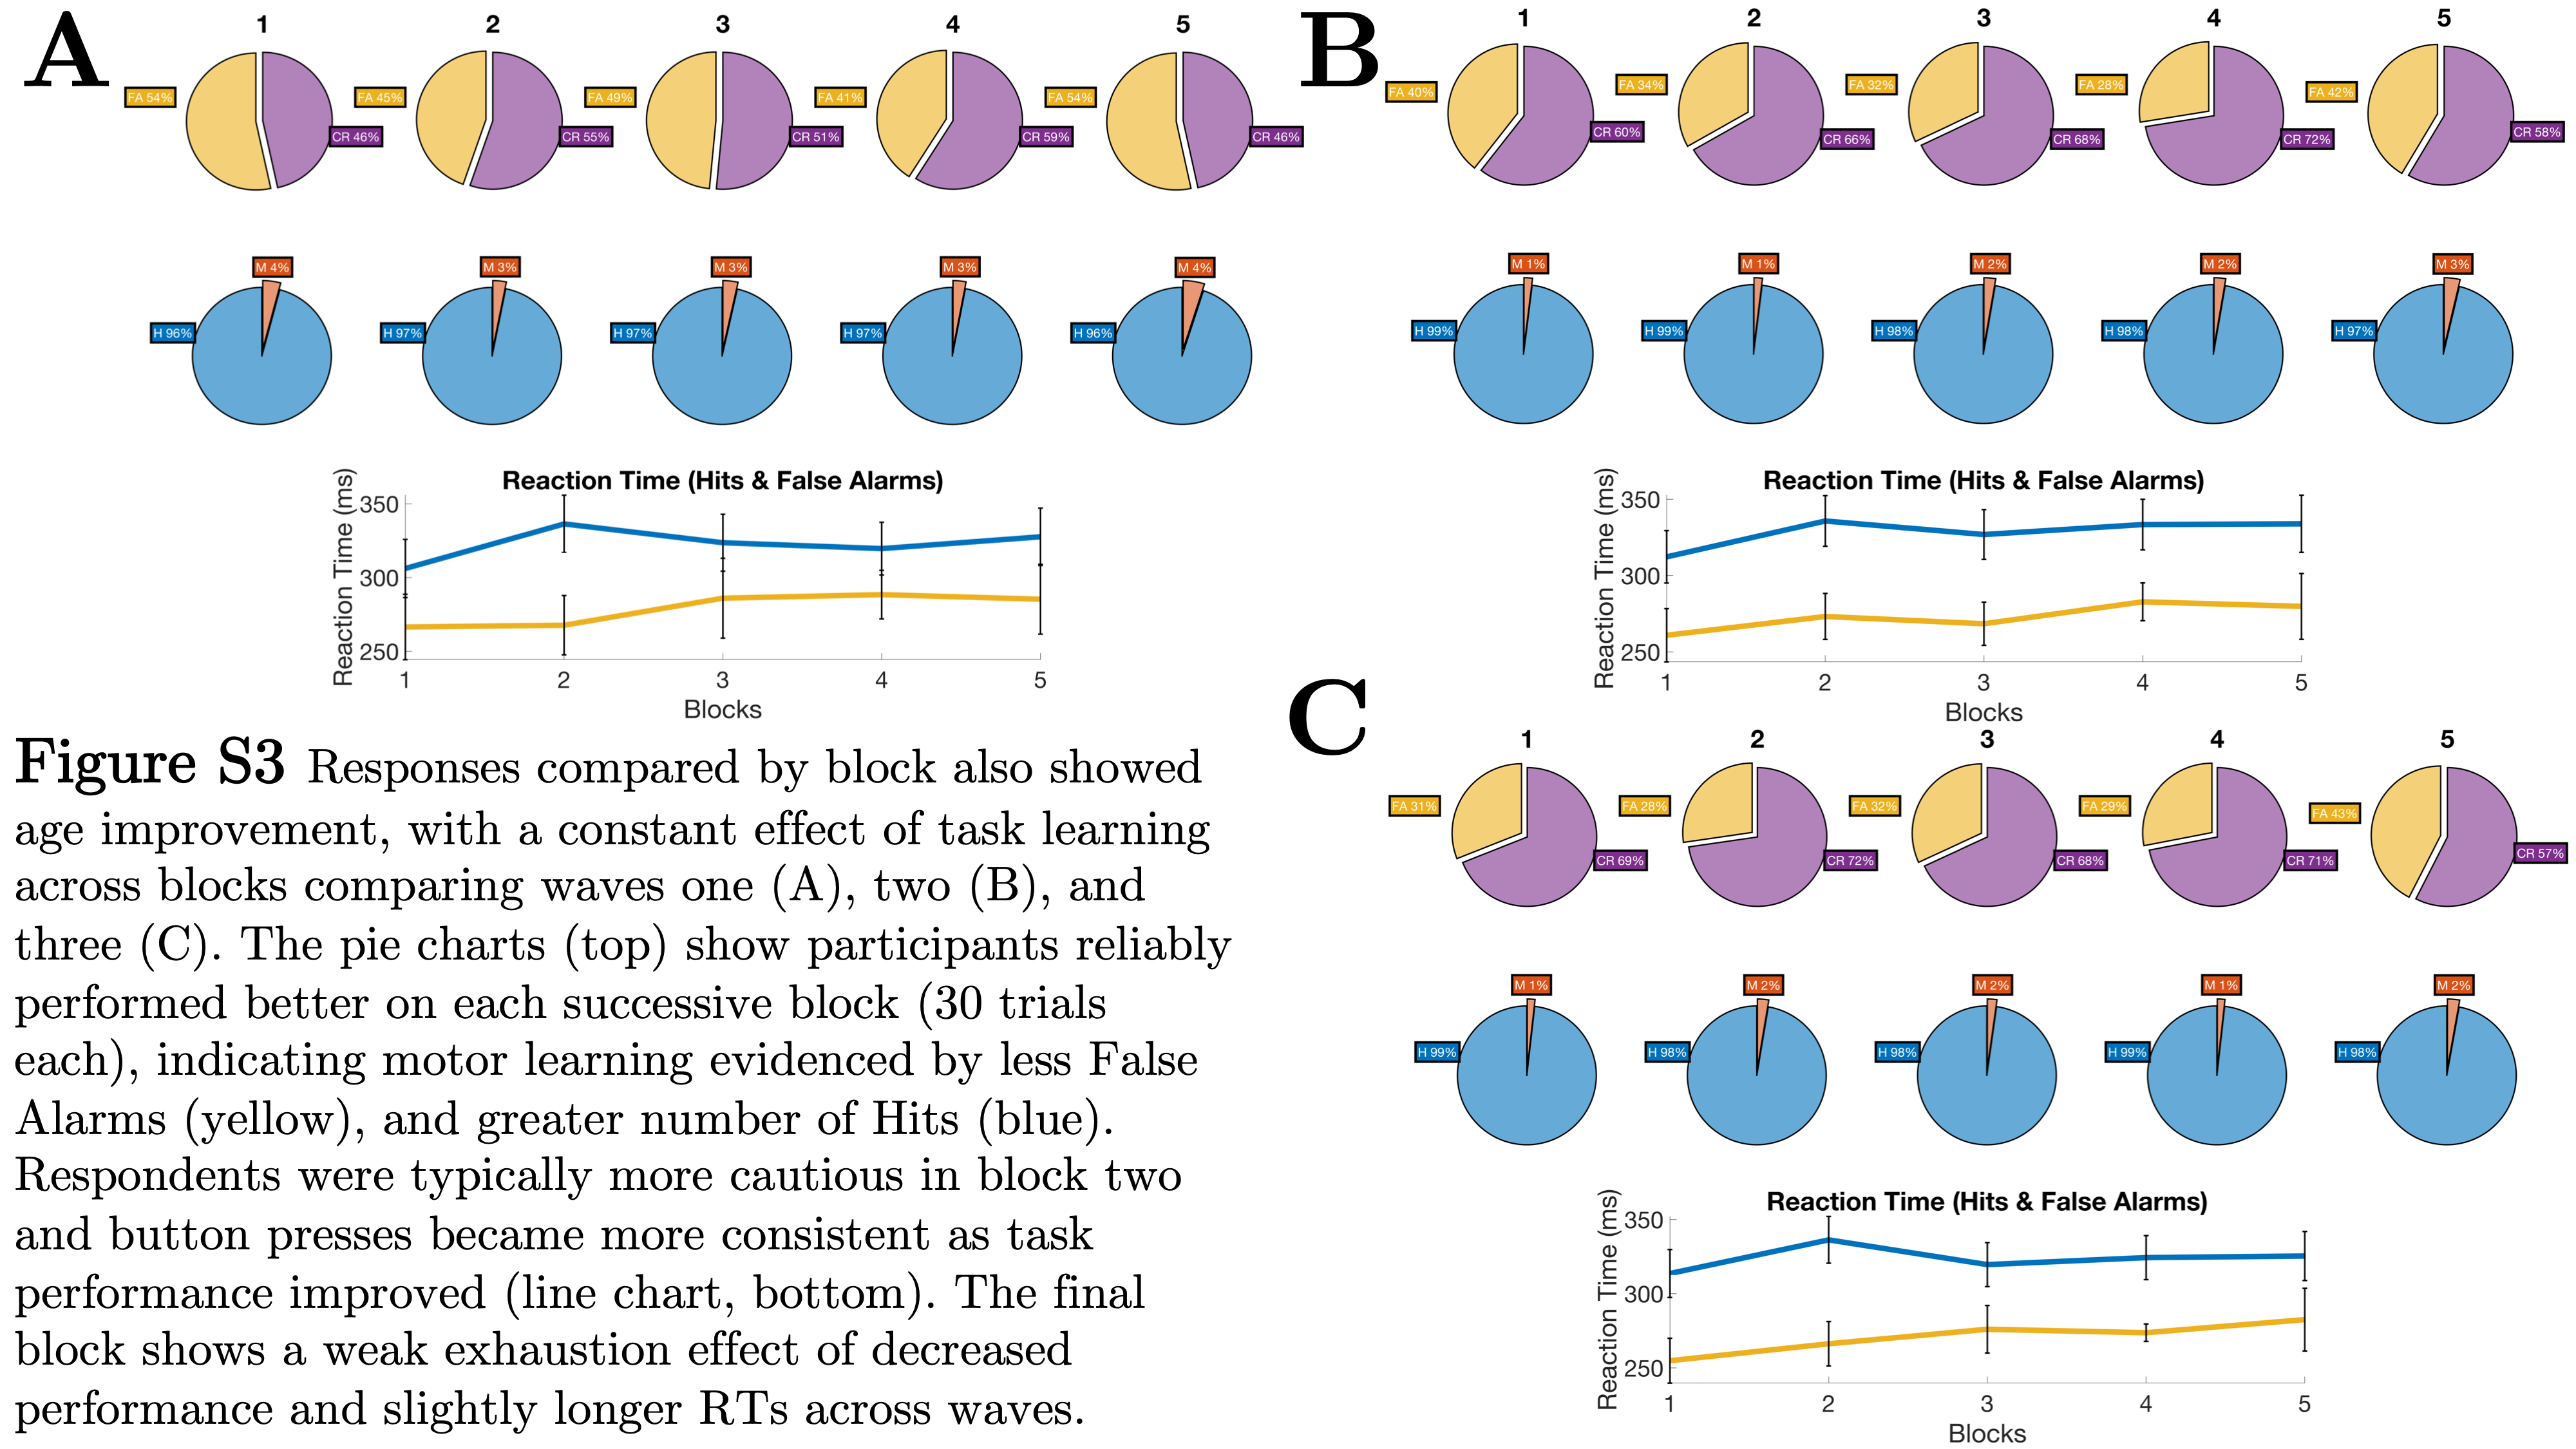 A
1 2 3 4 5
FA 54% FA 45% FA 49% FA 41% FA 54%
CR 46% CR 55% CR 51% CR 59% CR 46%
M 4% M 3% M 3% M 3% M 4%
H 96% H 97% H 97% H 97% H 96%
Reaction Time (Hits & False Alarms)
Reaction Time (ms)
350
300
250
1 2 3 4 5
Blocks
B
1 2 3 4 5
FA 40% FA 34% FA 32% FA 28% FA 42%
CR 60% CR 66% CR 68% CR 72% CR 58%
M 1% M 1% M 2% M 2% M 3%
H 99% H 99% H 98% H 98% H 97%
Reaction Time (Hits & False Alarms)
Reaction Time (ms)
350
300
250
1 2 3 4 5
Blocks
C
1 2 3 4 5
FA 31% FA 28% FA 32% FA 29% FA 43%
CR 69% CR 72% CR 68% CR 71% CR 57%
M 1% M 2% M 2% M 1% M 2%
H 99% H 98% H 98% H 99% H 98%
Reaction Time (Hits & False Alarms)
Reaction Time (ms)
350
300
250
1 2 3 4 5
Blocks
Figure S3 Responses compared by block also showed
age improvement, with a constant effect of task learning
across blocks comparing waves one (A), two (B), and
three (C). The pie charts (top) show participants reliably
performed better on each successive block (30 trials
each), indicating motor learning evidenced by less False
Alarms (yellow), and greater number of Hits (blue).
Respondents were typically more cautious in block two
and button presses became more consistent as task
performance improved (line chart, bottom). The final
block shows a weak exhaustion effect of decreased
performance and slightly longer RTs across waves.